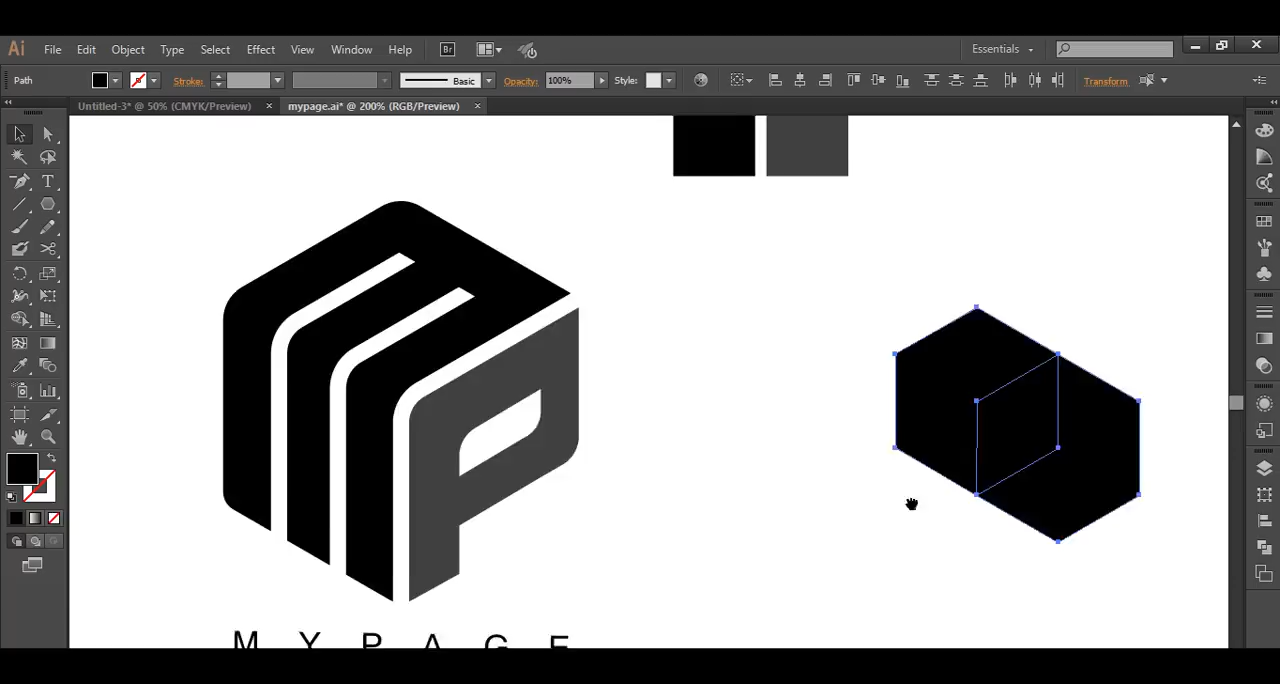 Ai File Edit Object Type Select Effect View Window Help Br Essentials
Path Stroke: Basic Opacity: 100% Style: Transform
Untitled-3* @ 50% (CMYK/Preview) × mypage.ai* @ 200% (RGB/Preview) ×
T
MP
M Y P A G E